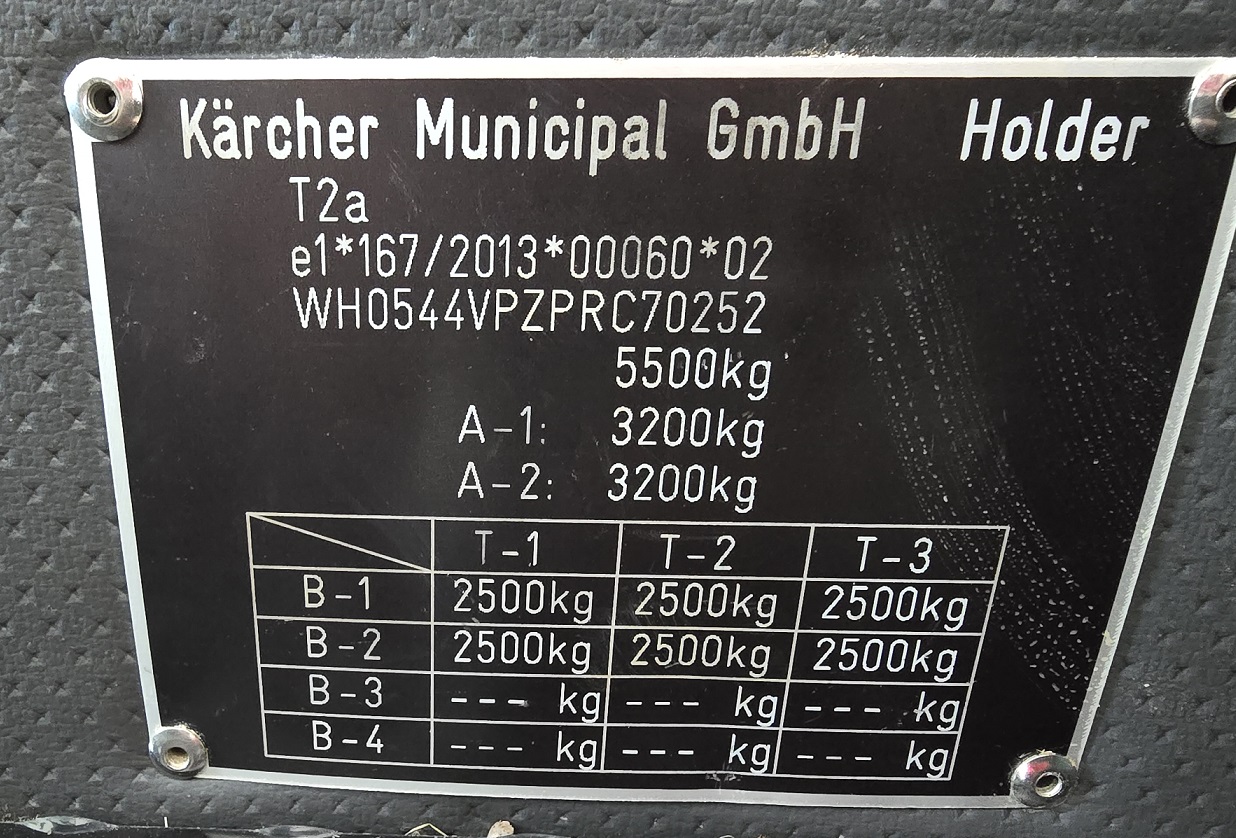 Kärcher Municipal GmbH Holder
T2a
e1*167/2013*00060*02
WH0544VPZPRC70252
5500kg
A-1: 3200kg
A-2: 3200kg
T-1 T-2 T-3
B-1 2500kg 2500kg 2500kg
B-2 2500kg 2500kg 2500kg
B-3 --- kg --- kg --- kg
B-4 --- kg --- kg --- kg